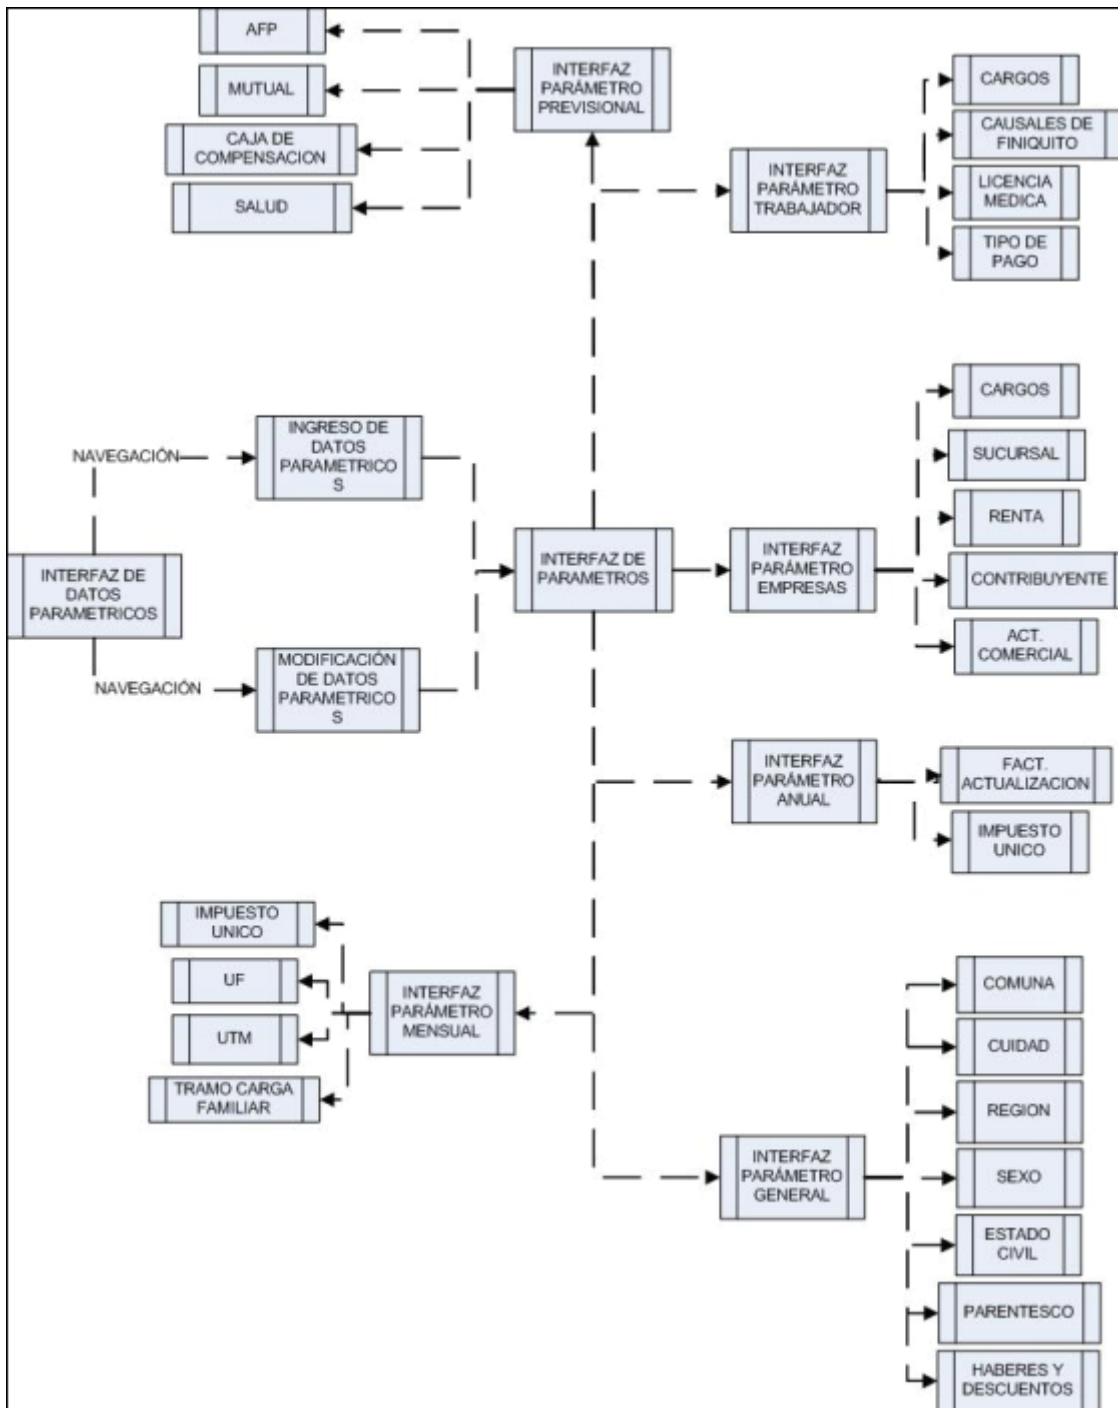 AFP
MUTUAL
CAJA DE
COMPENSACION
SALUD
INTERFAZ
PARÁMETRO
PREVISIONAL
INTERFAZ
PARÁMETRO
TRABAJADOR
CARGOS
CAUSALES DE
FINIQUITO
LICENCIA
MEDICA
TIPO DE
PAGO
NAVEGACIÓN
INGRESO DE
DATOS
PARAMETRICO
S
INTERFAZ DE
DATOS
PARAMETRICOS
NAVEGACIÓN
MODIFICACIÓN
DE DATOS
PARAMETRICO
S
INTERFAZ DE
PARAMETROS
INTERFAZ
PARÁMETRO
EMPRESAS
CARGOS
SUCURSAL
RENTA
CONTRIBUYENTE
ACT.
COMERCIAL
INTERFAZ
PARÁMETRO
ANUAL
FACT.
ACTUALIZACION
IMPUESTO
UNICO
IMPUESTO
UNICO
UF
UTM
TRAMO CARGA
FAMILIAR
INTERFAZ
PARÁMETRO
MENSUAL
INTERFAZ
PARÁMETRO
GENERAL
COMUNA
CUIDAD
REGION
SEXO
ESTADO
CIVIL
PARENTESCO
HABERES Y
DESCUENTOS